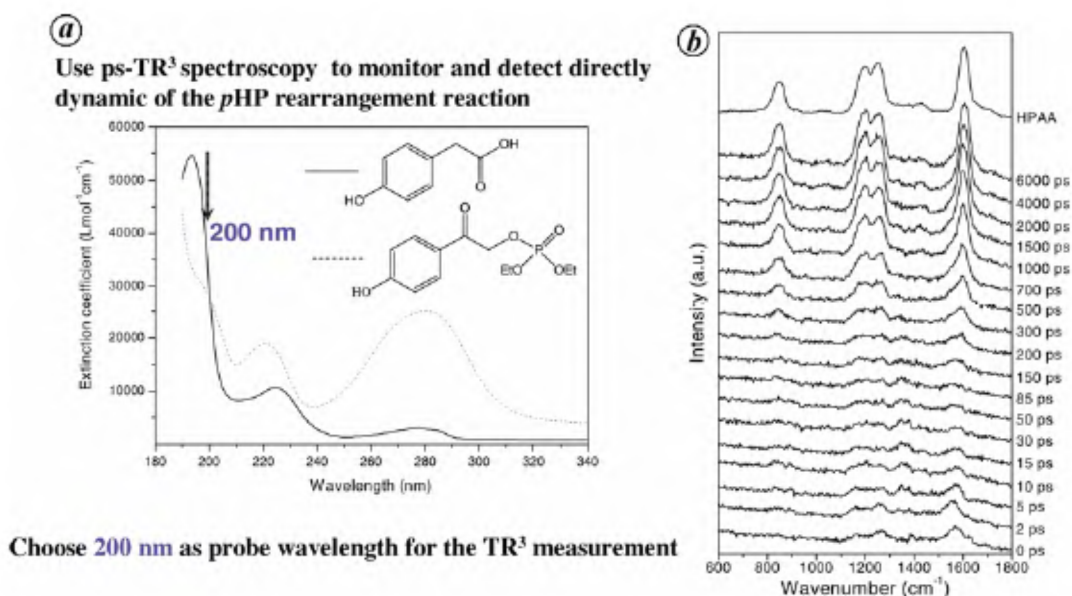 a
Use ps-TR³ spectroscopy to monitor and detect directly
dynamic of the pHP rearrangement reaction
60000
50000
40000
30000
20000
10000
Extinction coefficient (Lmol⁻¹cm⁻¹)
200 nm
OH
O
HO
O
O
O
P
EtO
OEt
HO
180 200 220 240 260 280 300 320 340
Wavelength (nm)
Choose 200 nm as probe wavelength for the TR³ measurement
b
Intensity (a.u.)
HPAA
6000 ps
4000 ps
2000 ps
1500 ps
1000 ps
700 ps
500 ps
300 ps
200 ps
150 ps
85 ps
50 ps
30 ps
15 ps
10 ps
5 ps
2 ps
0 ps
600 800 1000 1200 1400 1600 1800
Wavenumber (cm⁻¹)